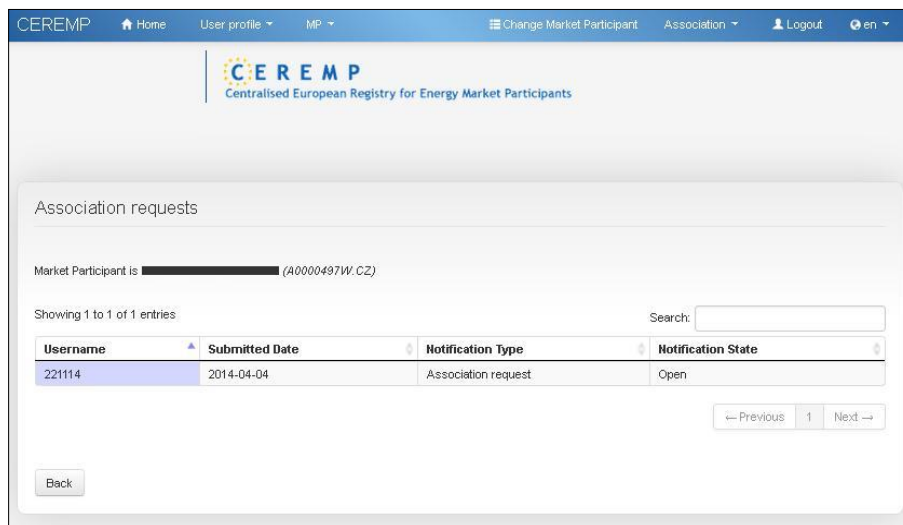 CEREMP Home User profile MP Change Market Participant Association Logout en
C E R E M P
Centralised European Registry for Energy Market Participants
Association requests
Market Participant is (A0000497W.CZ)
Showing 1 to 1 of 1 entries Search:
Username Submitted Date Notification Type Notification State
221114 2014-04-04 Association request Open
← Previous 1 Next →
Back